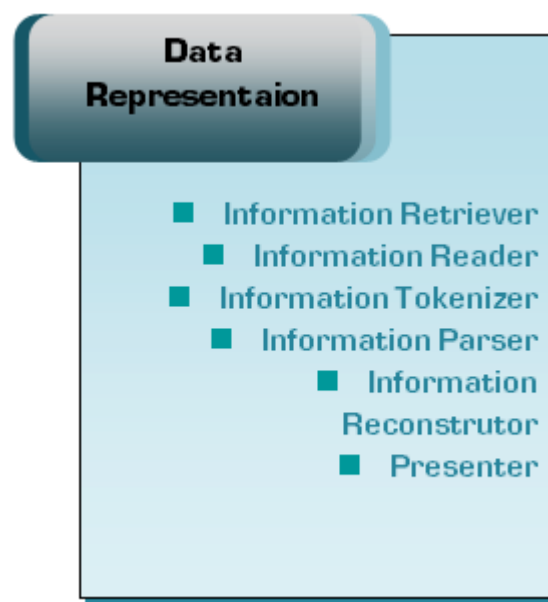 Data
Representaion
Information Retriever
Information Reader
Information Tokenizer
Information Parser
Information
Reconstrutor
Presenter